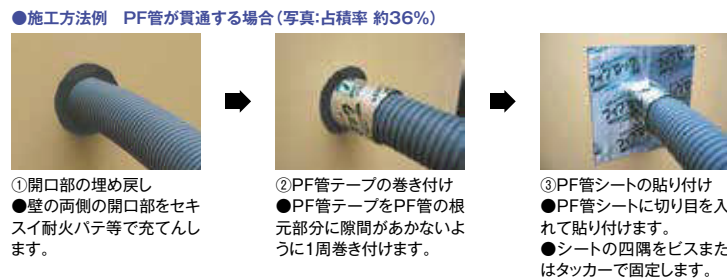 ●施工方法例 PF管が貫通する場合(写真:占積率 約36%)
①開口部の埋め戻し
●壁の両側の開口部をセキ
スイ耐火パテ等で充てんし
ます。
②PF管テープの巻き付け
●PF管テープをPF管の根
元部分に隙間があかないよ
うに1周巻き付けます。
③PF管シートの貼り付け
●PF管シートに切り目を入
れて貼り付けます。
●シートの四隅をビスまた
はタッカーで固定します。